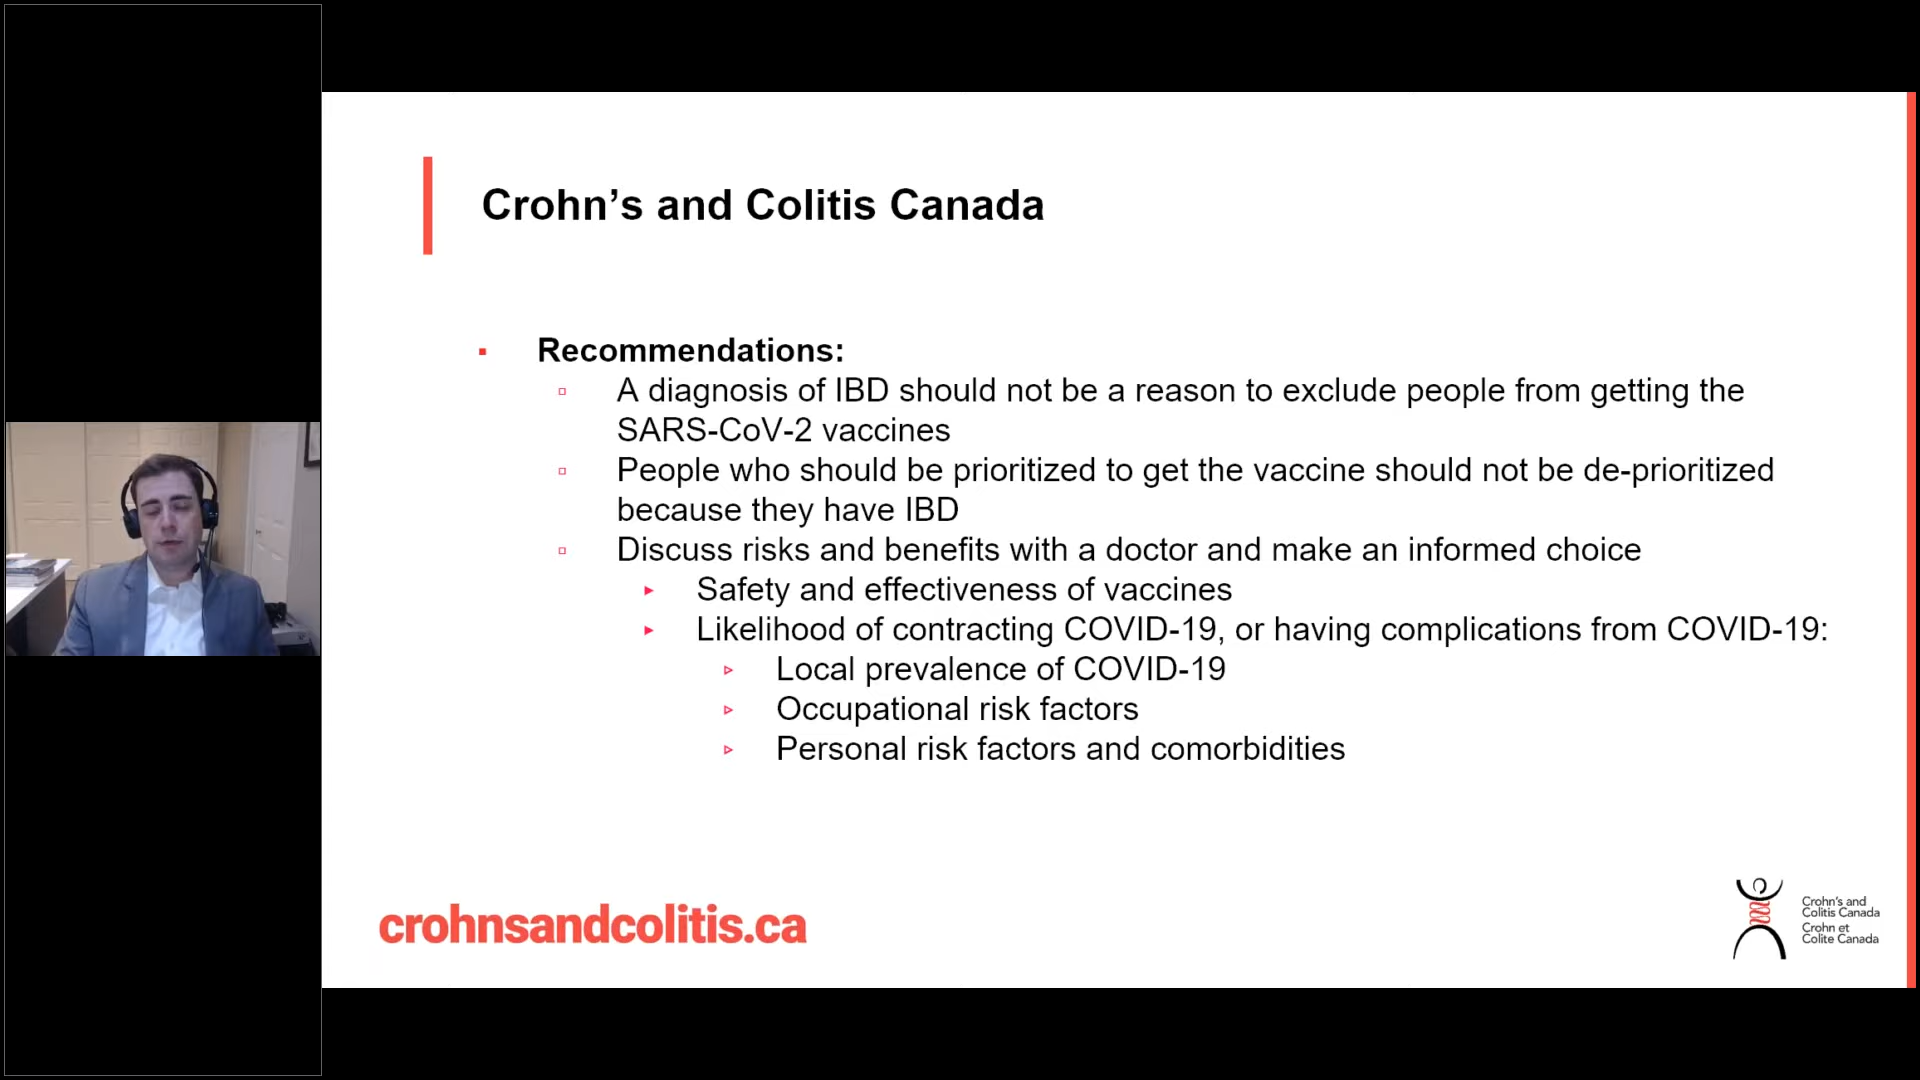 Crohn’s and Colitis Canada
Recommendations:
A diagnosis of IBD should not be a reason to exclude people from getting the
SARS-CoV-2 vaccines
People who should be prioritized to get the vaccine should not be de-prioritized
because they have IBD
Discuss risks and benefits with a doctor and make an informed choice
Safety and effectiveness of vaccines
Likelihood of contracting COVID-19, or having complications from COVID-19:
Local prevalence of COVID-19
Occupational risk factors
Personal risk factors and comorbidities
crohnsandcolitis.ca
Crohn's and
Colitis Canada
Crohn et
Colite Canada